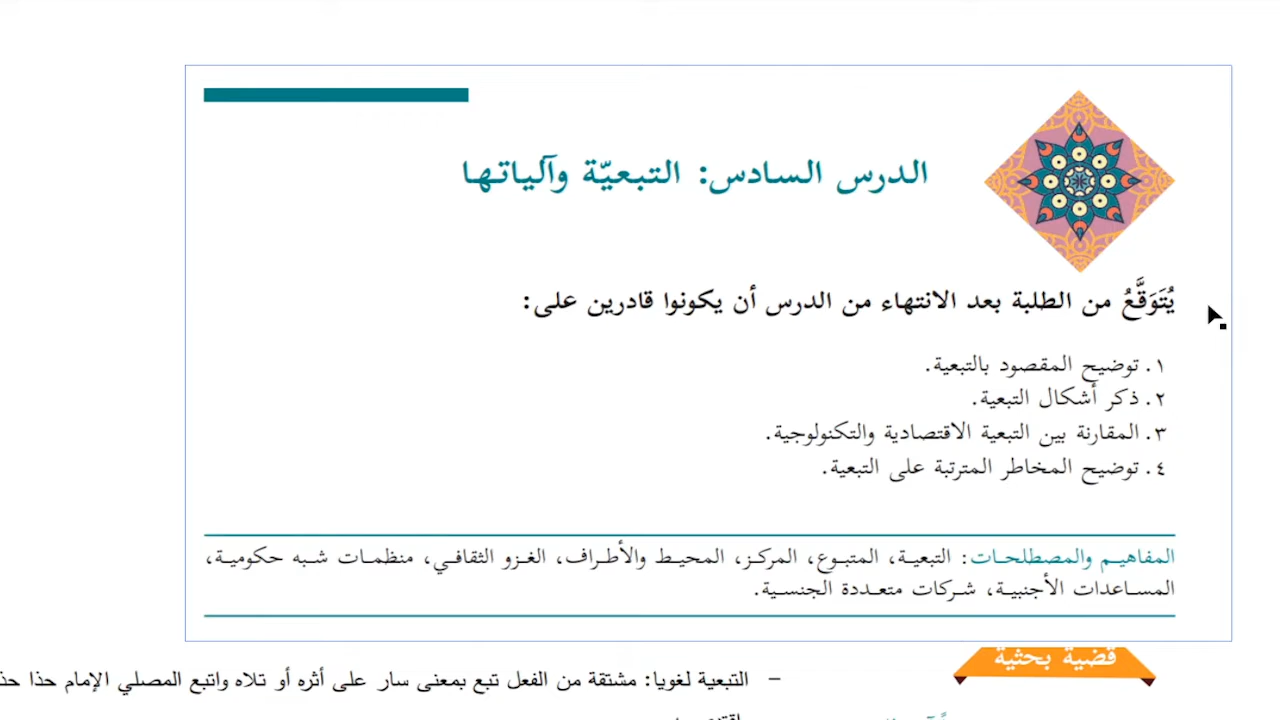 الدرس السادس: التبعيّة وآلياتها
يُتَوَقَّعُ من الطلبة بعد الانتهاء من الدرس أن يكونوا قادرين على:
١. توضيح المقصود بالتبعية.
٢. ذكر أشكال التبعية.
٣. المقارنة بين التبعية الاقتصادية والتكنولوجية.
٤. توضيح المخاطر المترتبة على التبعية.
المفاهيم والمصطلحات: التبعية، المتبوع، المركز، المحيط والأطراف، الغزو الثقافي، منظمات شبه حكومية،
المساعدات الأجنبية، شركات متعددة الجنسية.
قضية بحثية
- التبعية لغويا: مشتقة من الفعل تبع بمعنى سار على أثره أو تلاه واتبع المصلي الإمام حذا